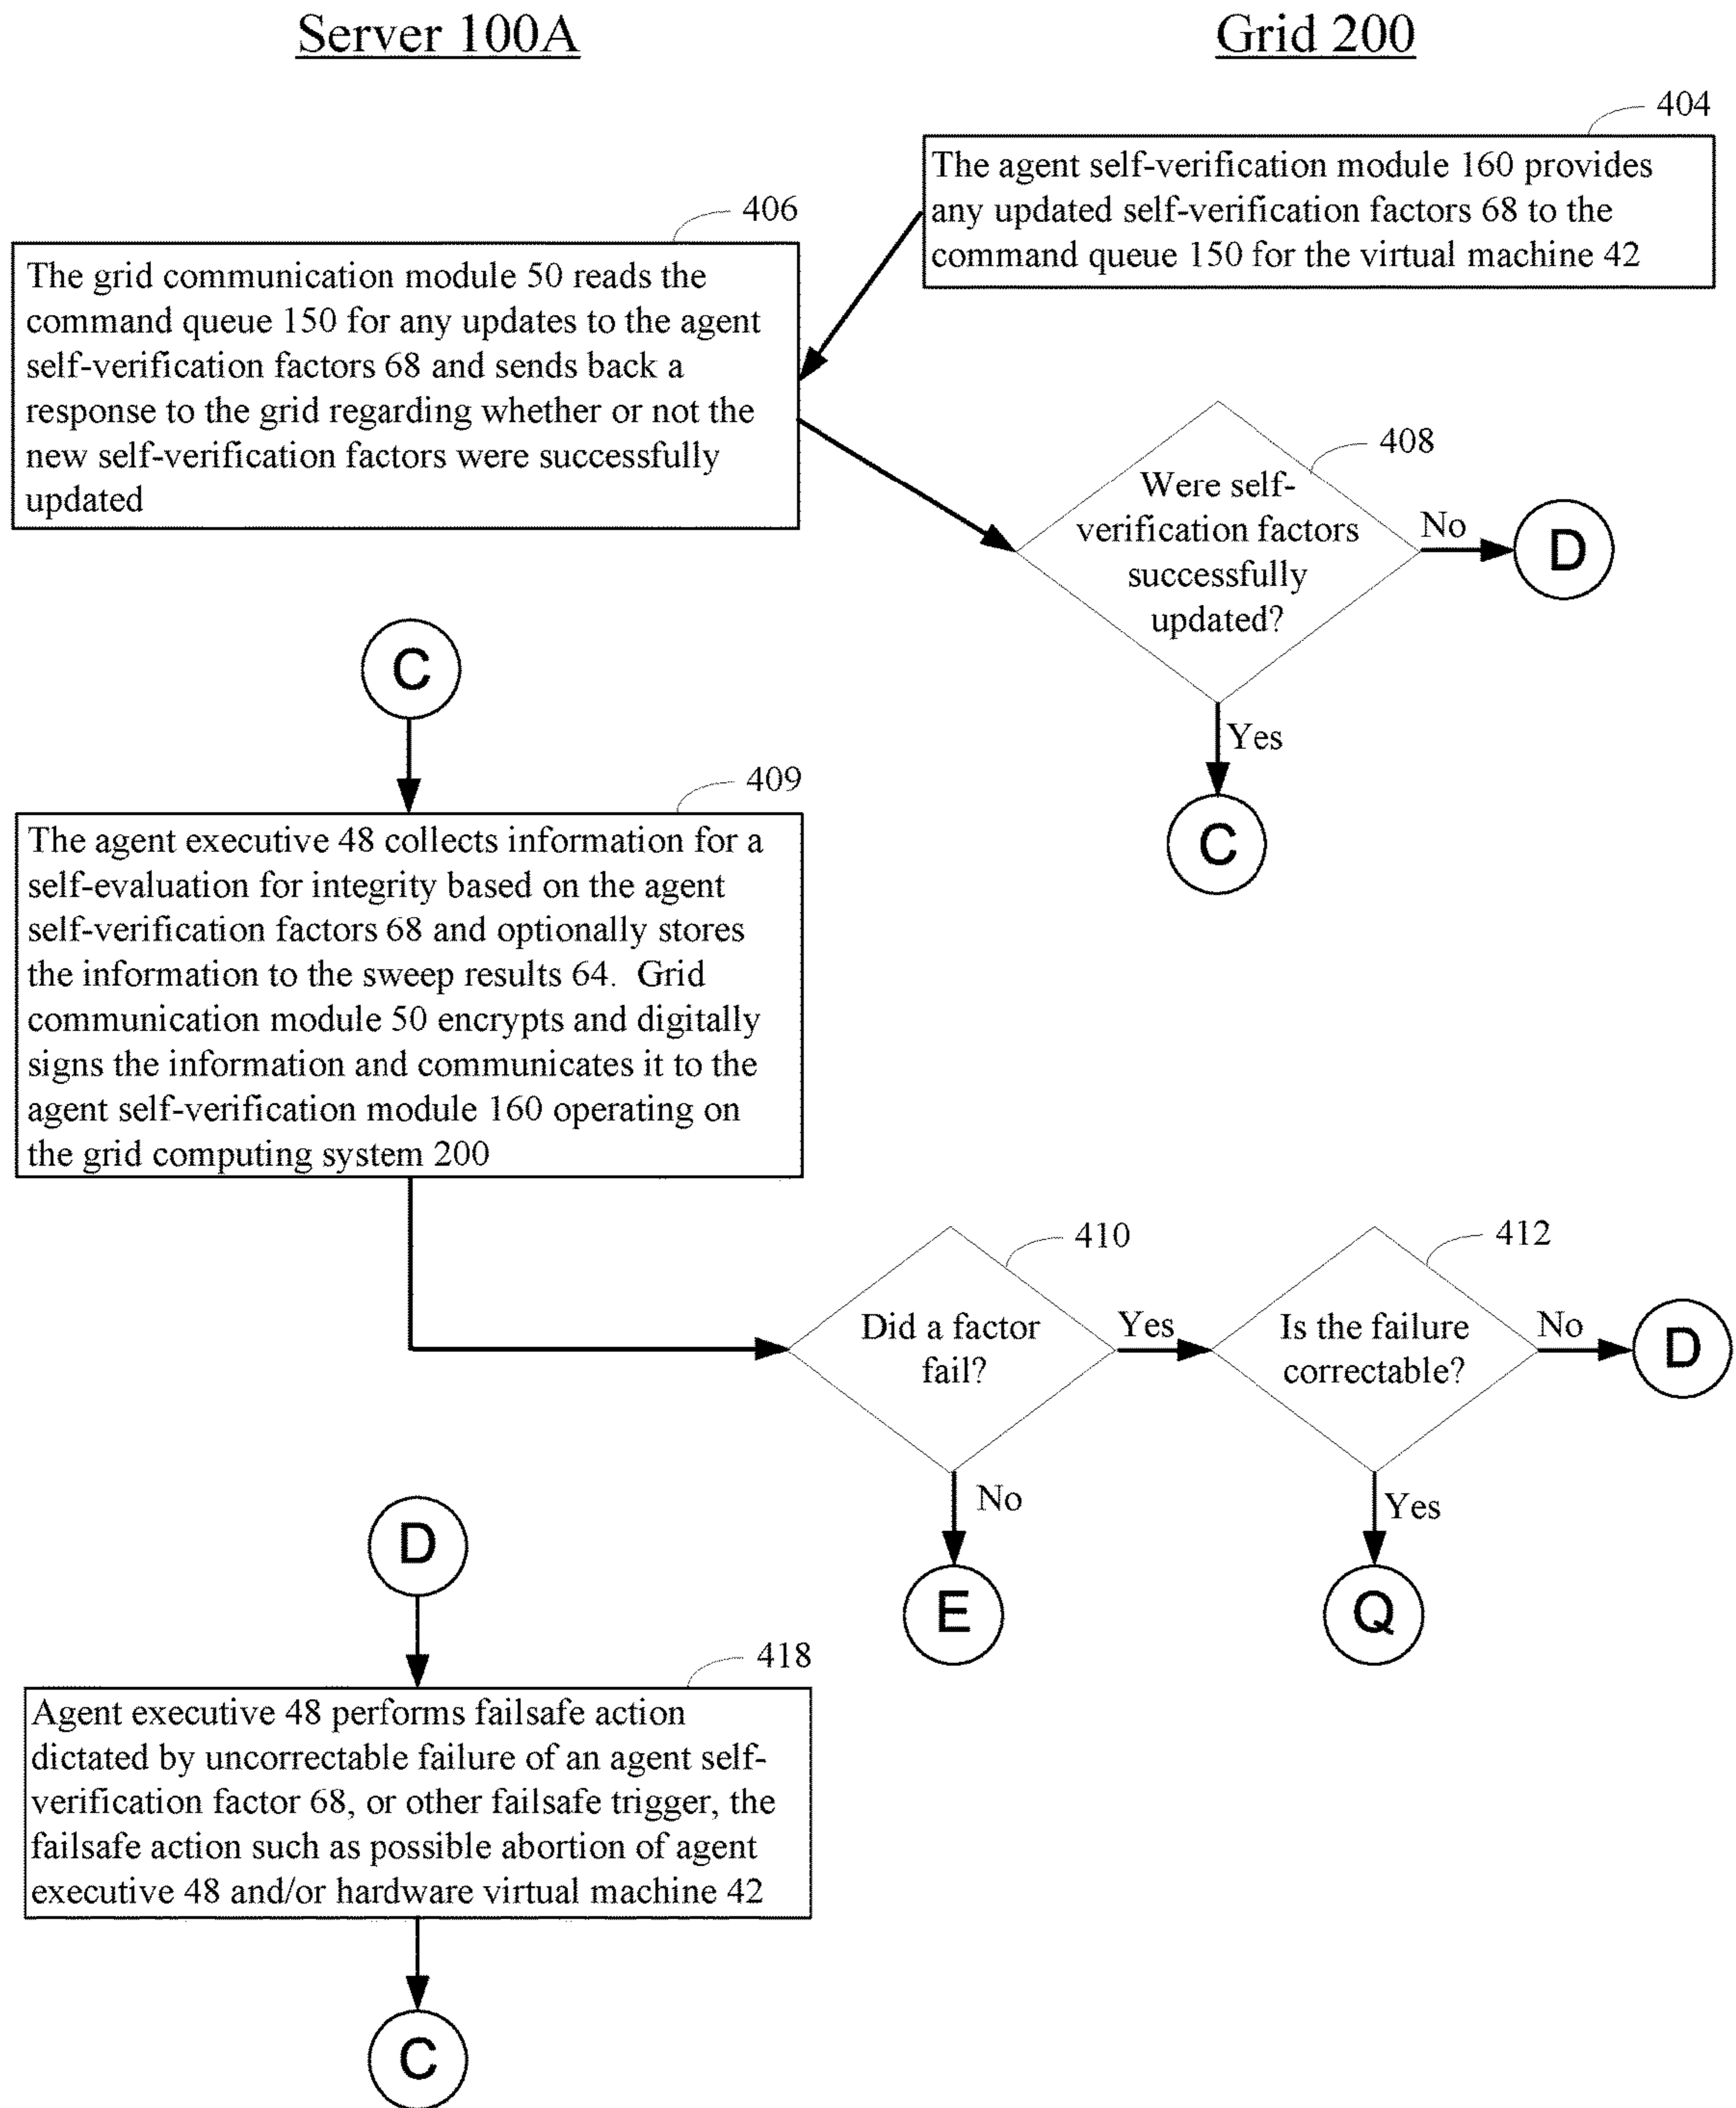 Server 100A
Grid 200
404
The agent self-verification module 160 provides
any updated self-verification factors 68 to the
command queue 150 for the virtual machine 42
406
The grid communication module 50 reads the
command queue 150 for any updates to the agent
self-verification factors 68 and sends back a
response to the grid regarding whether or not the
new self-verification factors were successfully
updated
408
Were self-
verification factors
successfully
updated?
No
D
Yes
C
C
409
The agent executive 48 collects information for a
self-evaluation for integrity based on the agent
self-verification factors 68 and optionally stores
the information to the sweep results 64. Grid
communication module 50 encrypts and digitally
signs the information and communicates it to the
agent self-verification module 160 operating on
the grid computing system 200
410
Did a factor
fail?
Yes
No
E
412
Is the failure
correctable?
No
D
Yes
Q
D
418
Agent executive 48 performs failsafe action
dictated by uncorrectable failure of an agent self-
verification factor 68, or other failsafe trigger, the
failsafe action such as possible abortion of agent
executive 48 and/or hardware virtual machine 42
C